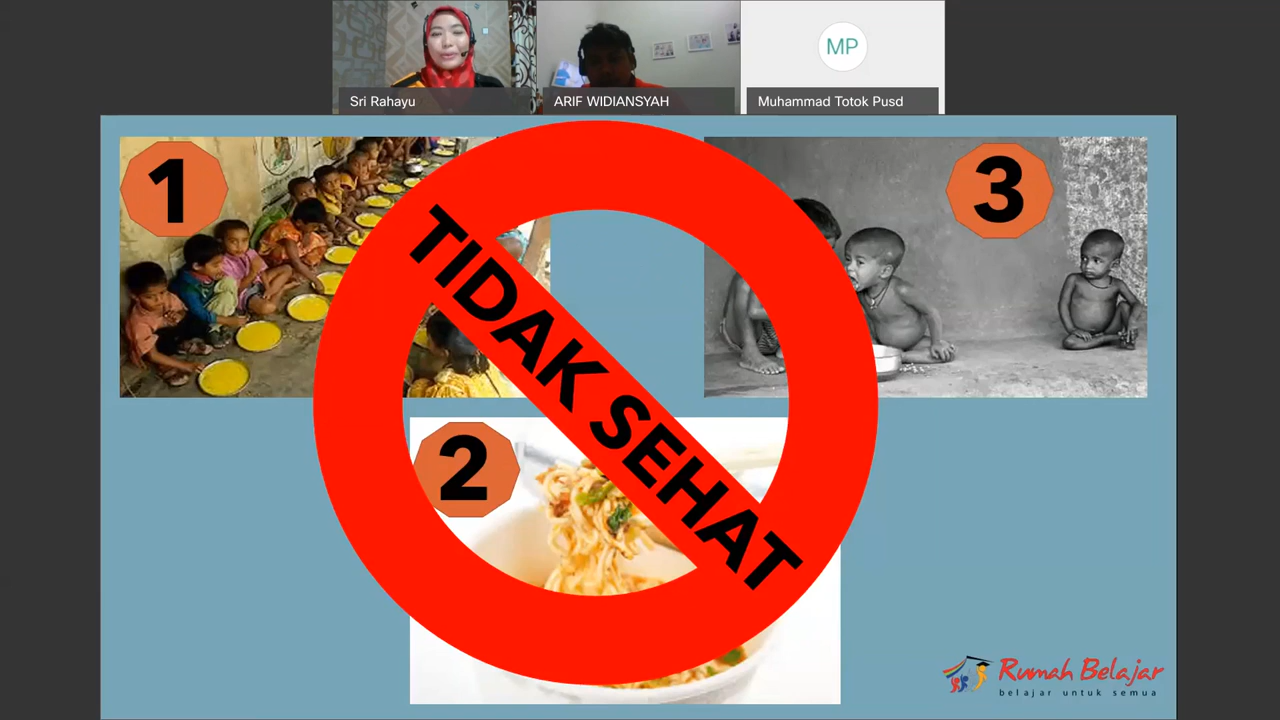 MP
Sri Rahayu
ARIF WIDIANSYAH
Muhammad Totok Pusd
1
3
TIDAK SEHAT
2
Rumah Belajar
belajar untuk semua